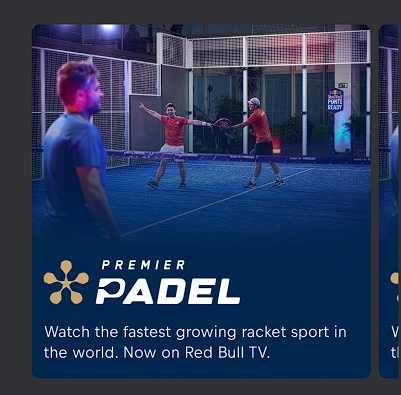 PREMIER
PADEL
Watch the fastest growing racket sport in
the world. Now on Red Bull TV.